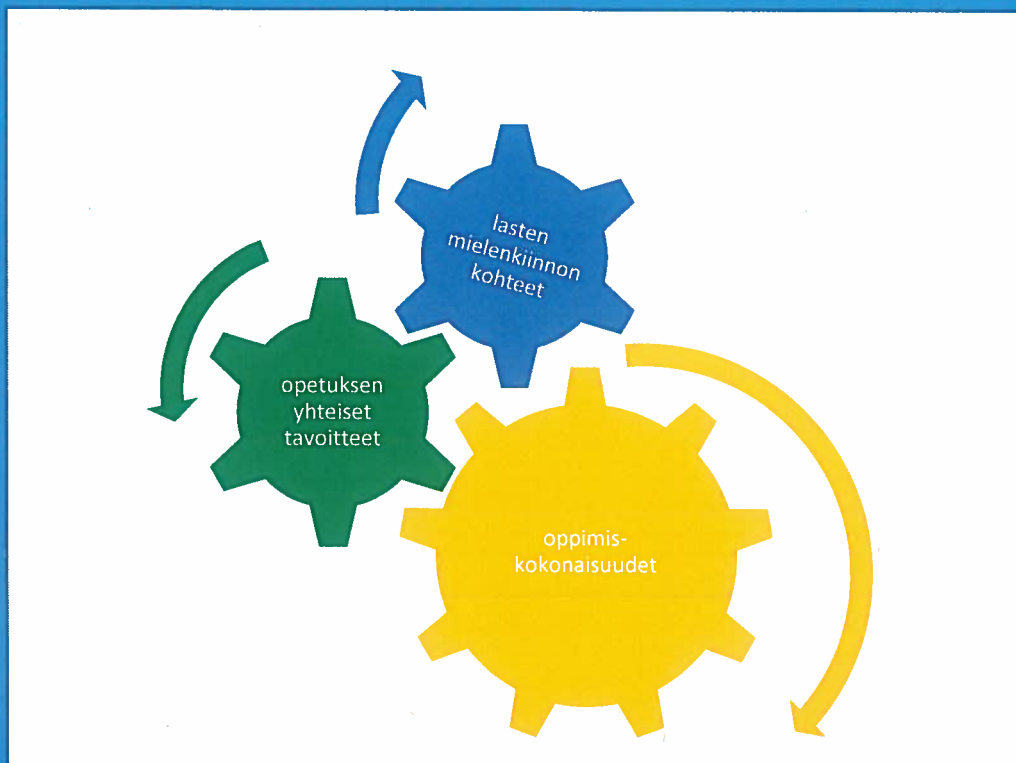 lasten
mielenkiinnon
kohteet
opetuksen
yhteiset
tavoitteet
oppimis-
kokonaisuudet